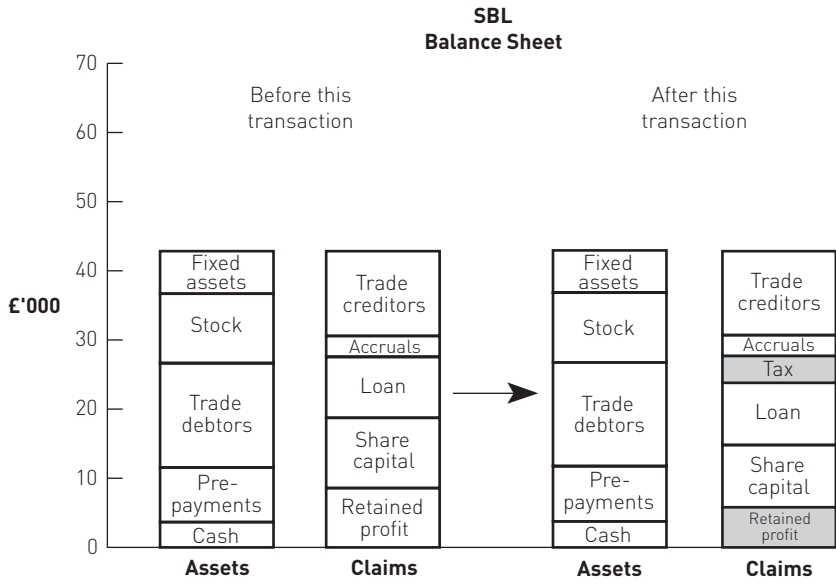 SBL
Balance Sheet
70
60
50
40
30
20
10
0
£'000
Before this
transaction
After this
transaction
Fixed
assets
Stock
Trade
debtors
Pre-
payments
Cash
Assets
Trade
creditors
Accruals
Loan
Share
capital
Retained
profit
Claims
Fixed
assets
Stock
Trade
debtors
Pre-
payments
Cash
Assets
Trade
creditors
Accruals
Tax
Loan
Share
capital
Retained
profit
Claims